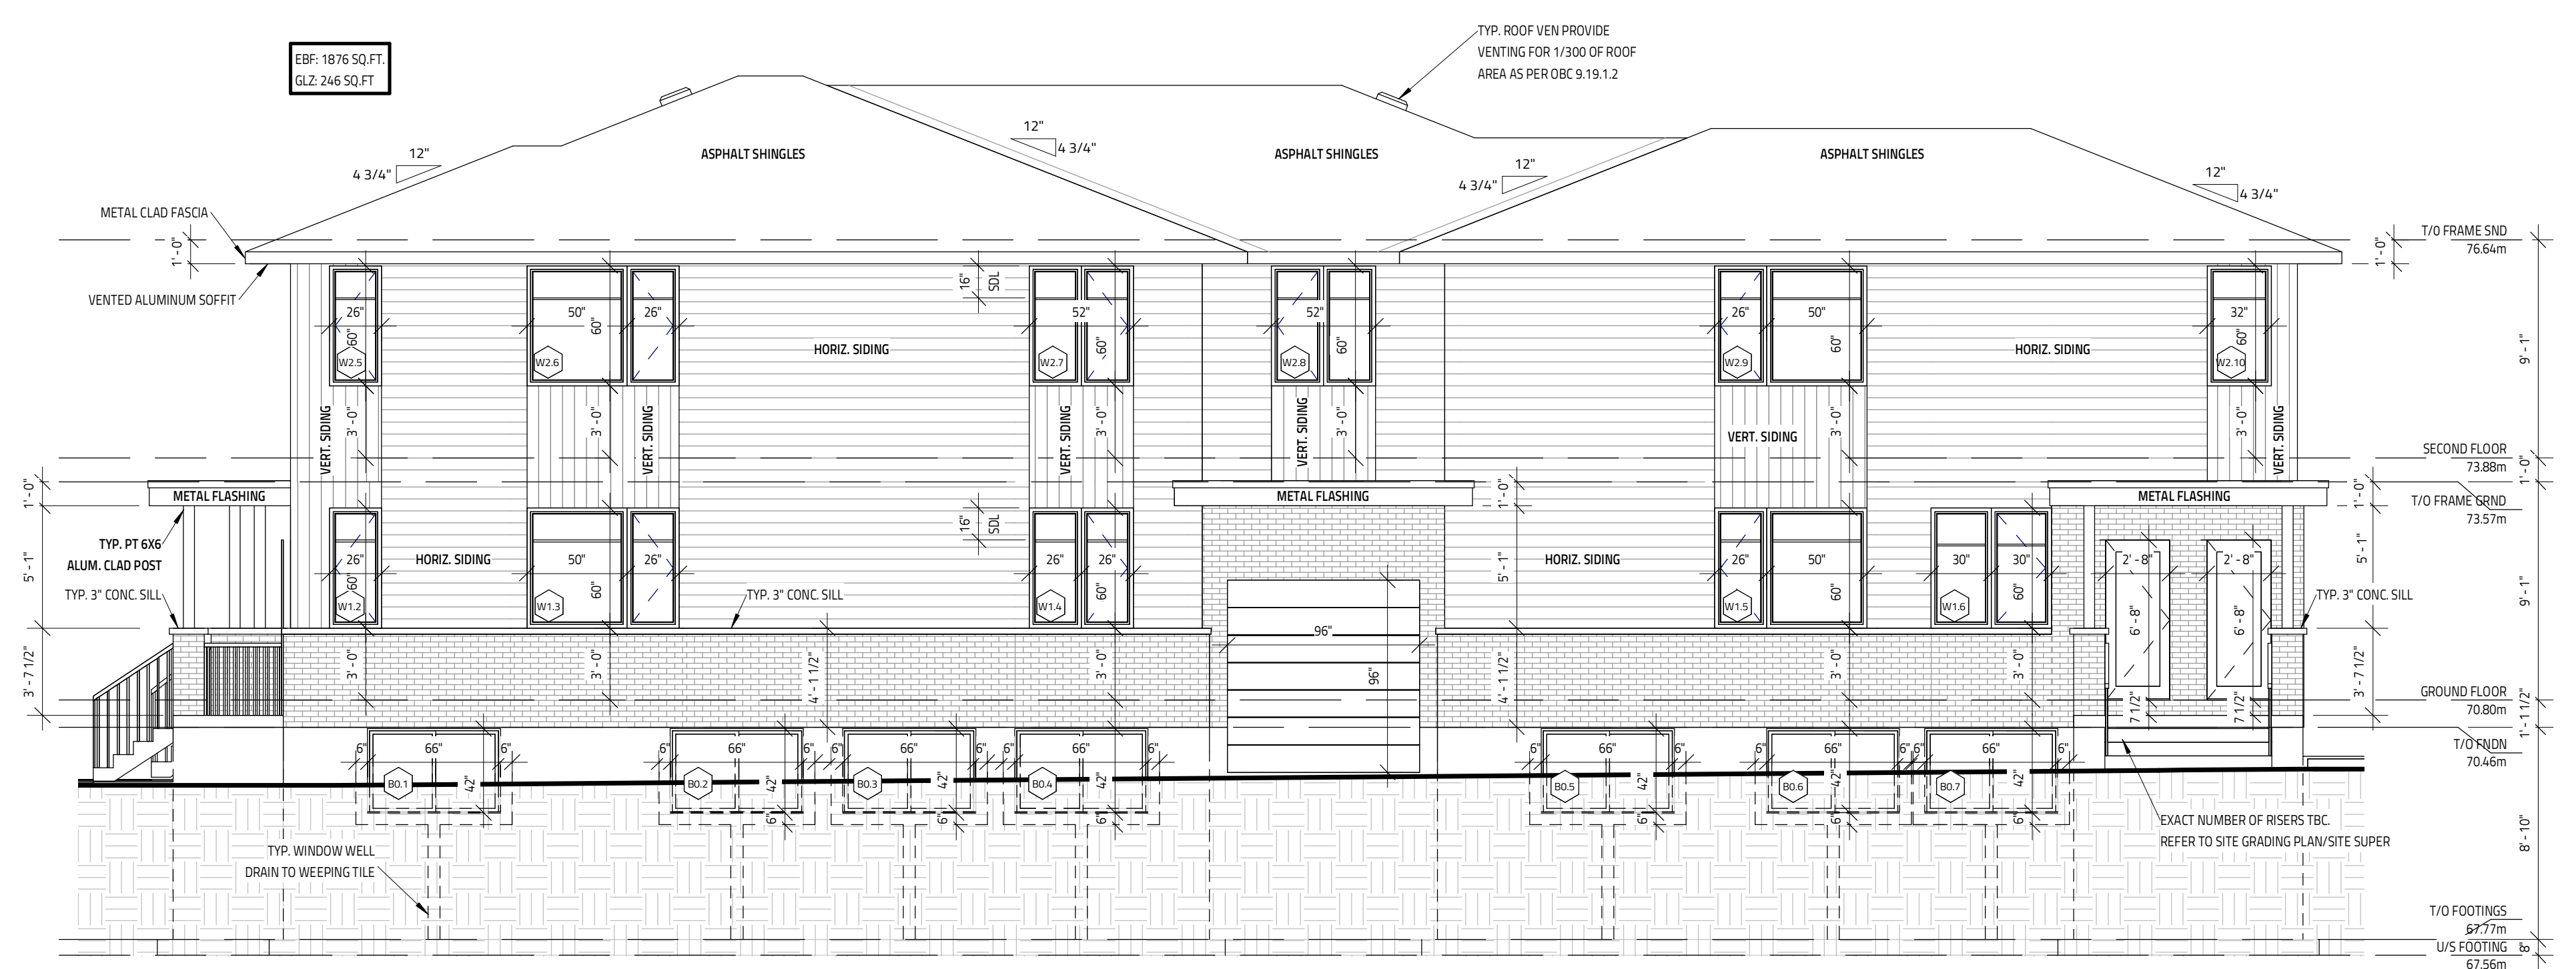 EBF: 1876 SQ.FT.
GLZ: 246 SQ.FT
TYP. ROOF VEN PROVIDE
VENTING FOR 1/300 OF ROOF
AREA AS PER OBC 9.19.1.2
12"
4 3/4"
ASPHALT SHINGLES
12"
4 3/4"
ASPHALT SHINGLES
12"
4 3/4"
ASPHALT SHINGLES
12"
4 3/4"
METAL CLAD FASCIA
1' - 0"
VENTED ALUMINUM SOFFIT
T/O FRAME SND
76.64m
1' - 0"
16"
SDL
26"
60"
W2.5
50"
60"
26"
W2.6
52"
60"
W2.7
52"
60"
W2.8
26"
50"
60"
W2.9
32"
60"
W2.10
HORIZ. SIDING
HORIZ. SIDING
9' - 1"
VERT. SIDING
3' - 0"
3' - 0"
VERT. SIDING
VERT. SIDING
3' - 0"
VERT. SIDING
3' - 0"
VERT. SIDING
3' - 0"
3' - 0"
VERT. SIDING
SECOND FLOOR
73.88m
1' - 0"
T/O FRAME GRND
73.57m
1' - 0"
METAL FLASHING
METAL FLASHING
1' - 0"
METAL FLASHING
1' - 0"
TYP. PT 6X6
ALUM. CLAD POST
5' - 1"
TYP. 3" CONC. SILL
26"
60"
W1.2
HORIZ. SIDING
50"
60"
26"
W1.3
TYP. 3" CONC. SILL
16"
SDL
26"
26"
60"
W1.4
5' - 1"
HORIZ. SIDING
26"
50"
60"
W1.5
30"
30"
60"
W1.6
2' - 8"
6' - 8"
2' - 8"
6' - 8"
5' - 1"
TYP. 3" CONC. SILL
9' - 1"
96"
96"
3' - 7 1/2"
3' - 0"
3' - 0"
4' - 1 1/2"
3' - 0"
4' - 1 1/2"
3' - 0"
3' - 0"
7 1/2"
7 1/2"
3' - 7 1/2"
GROUND FLOOR
70.80m
1' - 1 1/2"
T/O FNDN
70.46m
6"
66"
6"
B0.1
42"
6"
66"
6"
B0.2
42"
6"
6"
66"
6"
B0.3
42"
6"
6"
66"
6"
B0.4
42"
6"
6"
66"
6"
B0.5
42"
6"
6"
66"
6"
B0.6
42"
6"
6"
66"
6"
B0.7
42"
6"
EXACT NUMBER OF RISERS TBC.
REFER TO SITE GRADING PLAN/SITE SUPER
8' - 10"
TYP. WINDOW WELL
DRAIN TO WEEPING TILE
T/O FOOTINGS
67.77m
U/S FOOTING
67.56m
8"